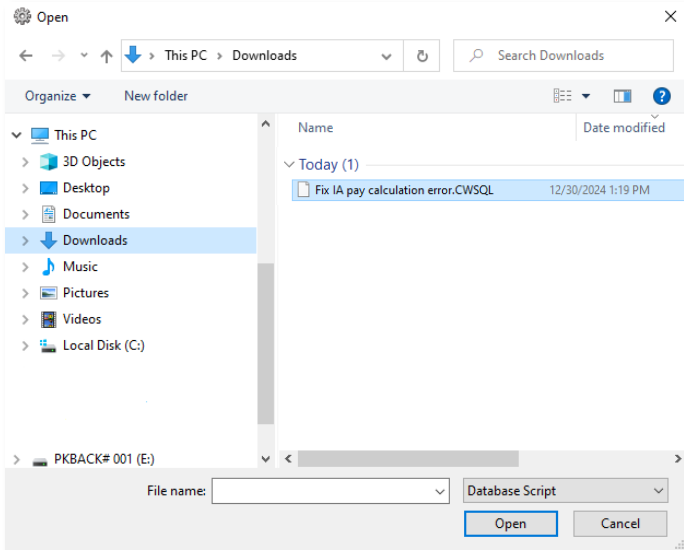 Open
This PC > Downloads
Search Downloads
Organize
New folder
Name
Date modified
This PC
3D Objects
Desktop
Documents
Downloads
Music
Pictures
Videos
Local Disk (C:)
PKBACK# 001 (E:)
Today (1)
Fix IA pay calculation error.CWSQL 12/30/2024 1:19 PM
File name:
Database Script
Open
Cancel